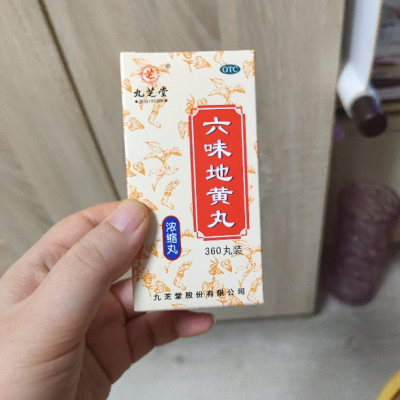 九芝堂
OTC
六味地黄丸
浓缩丸
360丸装
九芝堂股份有限公司